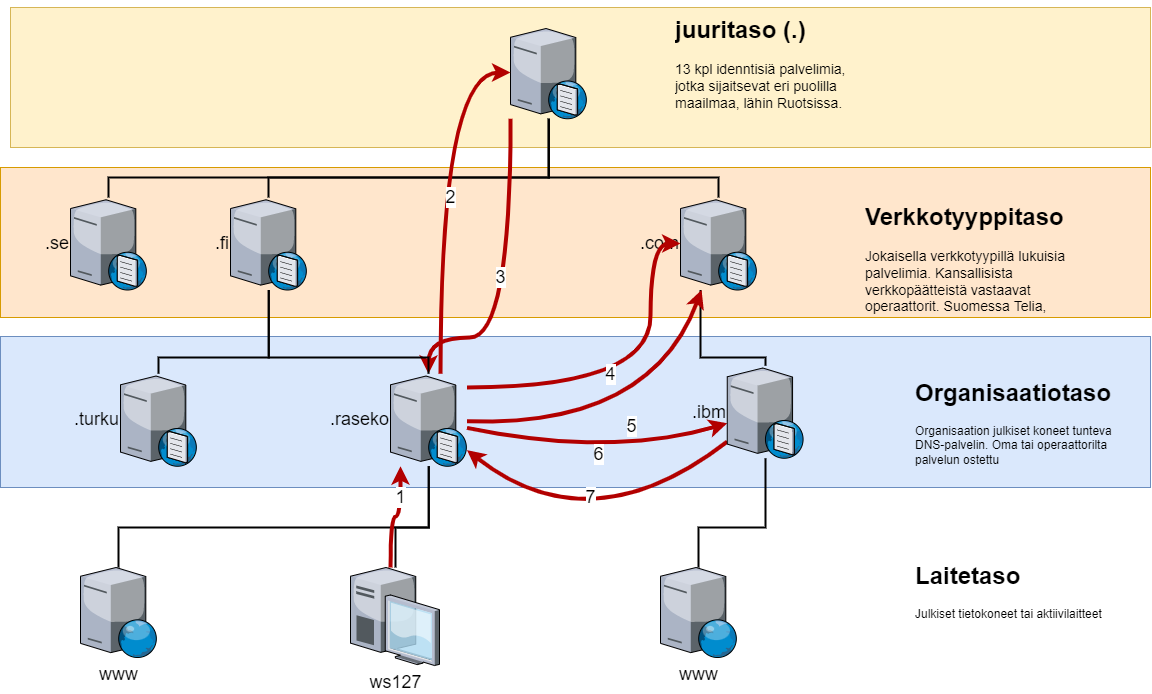 juuritaso (.)
13 kpl idenntisiä palvelimia,
jotka sijaitsevat eri puolilla
maailmaa, lähin Ruotsissa.
2
.se
.fi
.com
3
Verkkotyyppitaso
Jokaisella verkkotyypillä lukuisia
palvelimia. Kansallisista
verkkopäätteistä vastaavat
operaattorit. Suomessa Telia,
4
.turku
.raseko
.ibm
5
6
7
1
Organisaatiotaso
Organisaation julkiset koneet tunteva
DNS-palvelin. Oma tai operaattorilta
palvelun ostettu
Laitetaso
Julkiset tietokoneet tai aktiivilaitteet
www
ws127
www